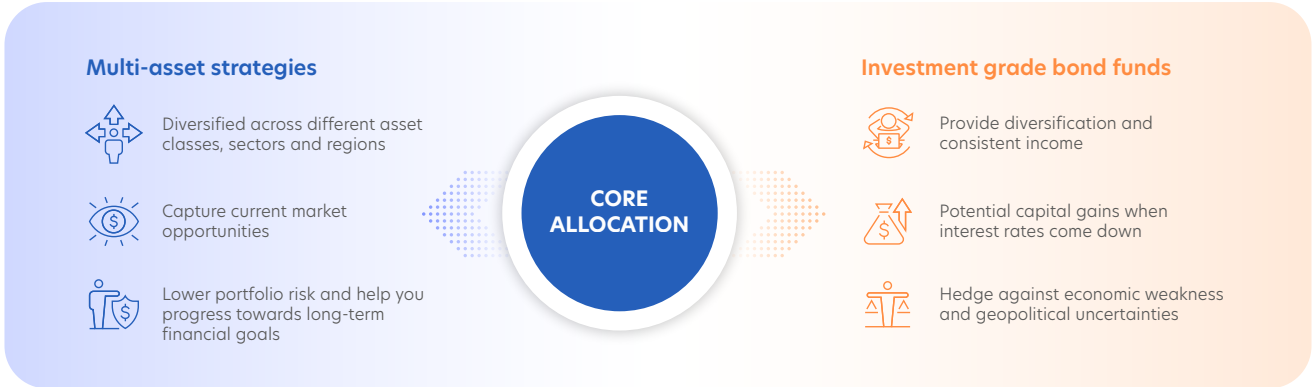 Multi-asset strategies
Diversified across different asset
classes, sectors and regions
Capture current market
opportunities
Lower portfolio risk and help you
progress towards long-term
financial goals
CORE
ALLOCATION
Investment grade bond funds
Provide diversification and
consistent income
Potential capital gains when
interest rates come down
Hedge against economic weakness
and geopolitical uncertainties